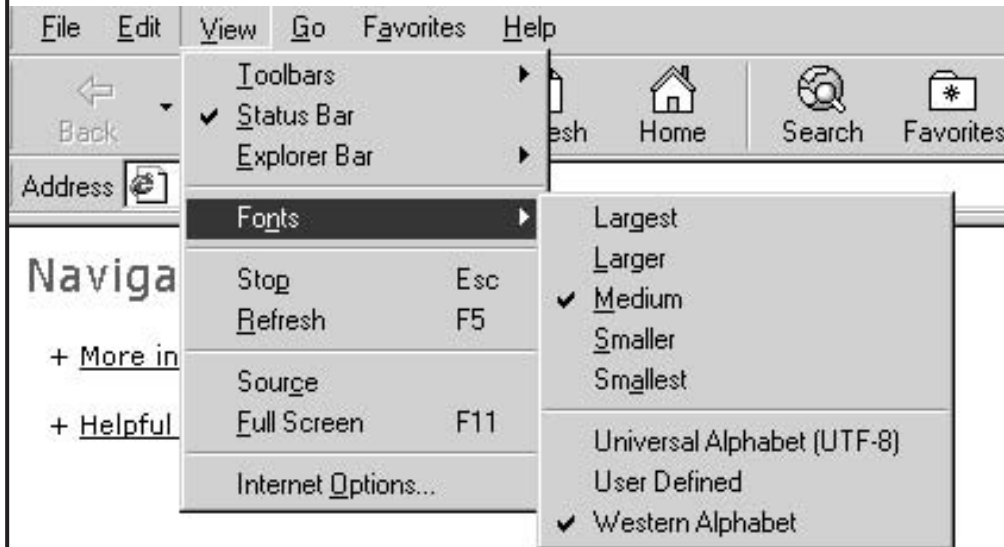 File Edit View Go Favorites Help
Toolbars
Status Bar
Explorer Bar
Back
esh Home Search Favorites
Address
Fonts
Stop Esc
Refresh F5
Source
Full Screen F11
Internet Options...
Largest
Larger
Medium
Smaller
Smallest
Universal Alphabet (UTF-8)
User Defined
Western Alphabet
Naviga
+ More in
+ Helpful